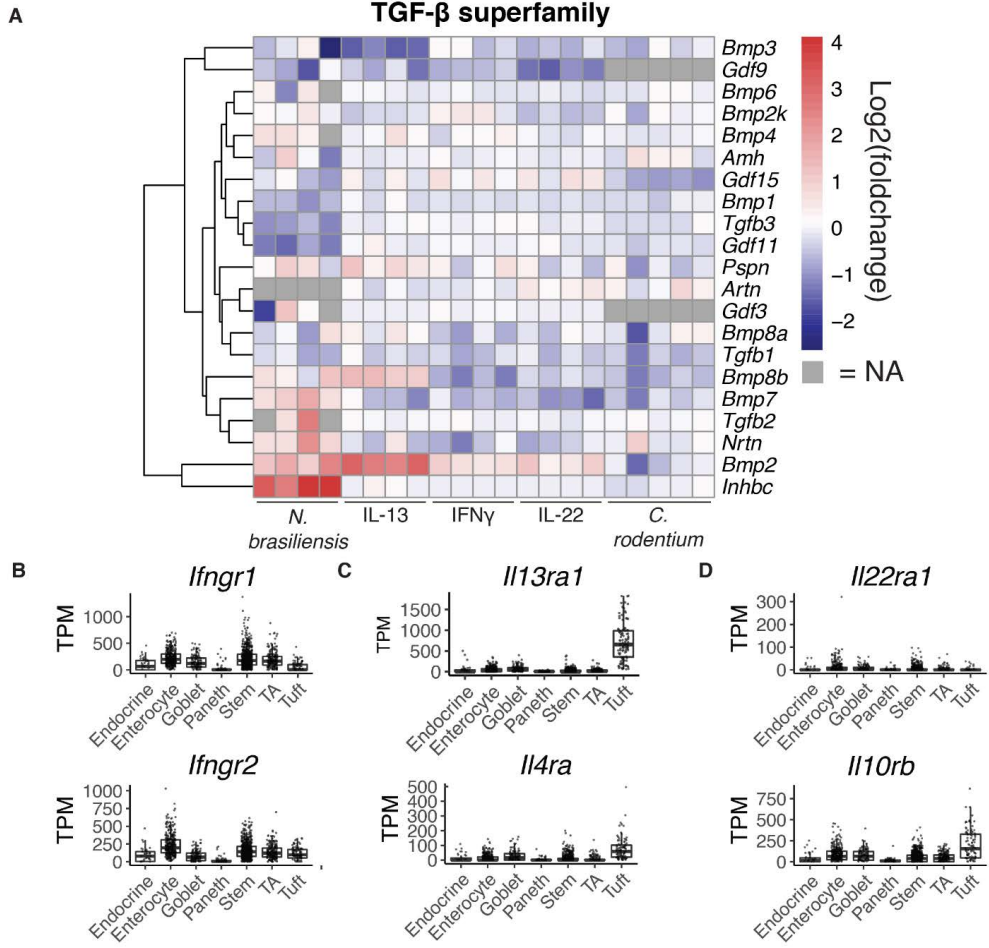 A
TGF-β superfamily
Bmp3
Gdf9
Bmp6
Bmp2k
Bmp4
Amh
Gdf15
Bmp1
Tgfb3
Gdf11
Pspn
Artn
Gdf3
Bmp8a
Tgfb1
Bmp8b
Bmp7
Tgfb2
Nrtn
Bmp2
Inhbc
4
3
2
1
0
−1
−2
Log2(foldchange)
= NA
N. brasiliensis
IL-13
IFNγ
IL-22
C. rodentium
B
Ifngr1
TPM
1000
500
0
Endocrine
Enterocyte
Goblet
Paneth
Stem
TA
Tuft
Ifngr2
TPM
1000
750
500
250
0
Endocrine
Enterocyte
Goblet
Paneth
Stem
TA
Tuft
C
Il13ra1
TPM
1500
1000
500
0
Endocrine
Enterocyte
Goblet
Paneth
Stem
TA
Tuft
Il4ra
TPM
500
400
300
200
100
0
Endocrine
Enterocyte
Goblet
Paneth
Stem
TA
Tuft
D
Il22ra1
TPM
300
200
100
0
Endocrine
Enterocyte
Goblet
Paneth
Stem
TA
Tuft
Il10rb
TPM
750
500
250
0
Endocrine
Enterocyte
Goblet
Paneth
Stem
TA
Tuft